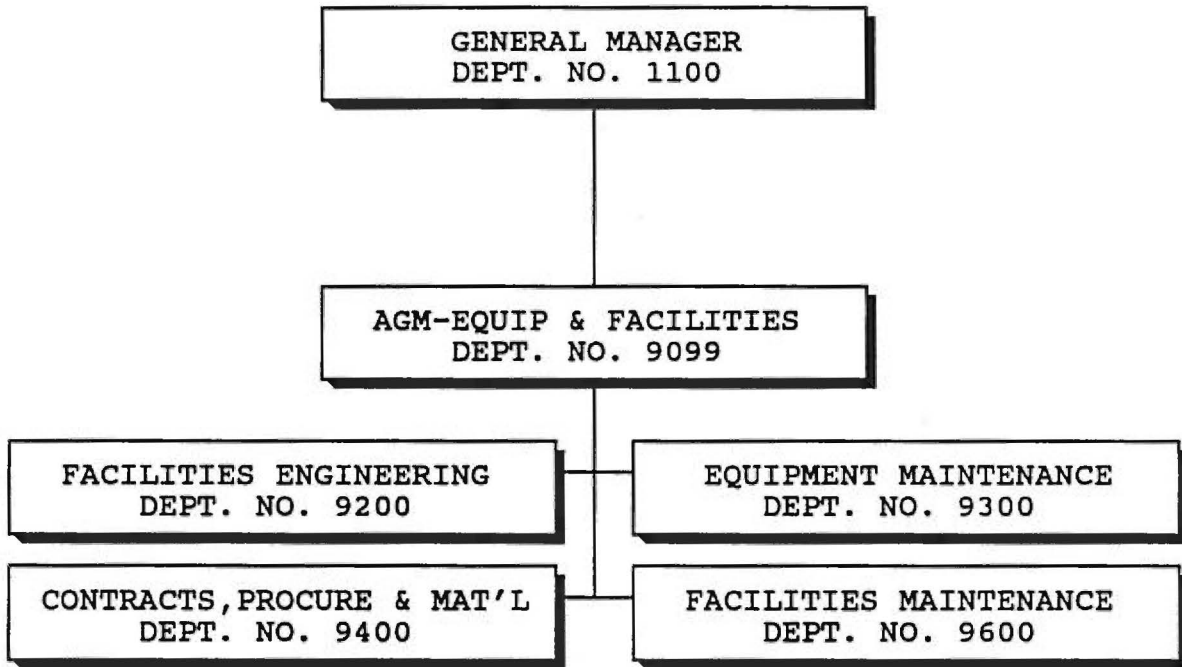 GENERAL MANAGER
DEPT. NO. 1100
AGM-EQUIP & FACILITIES
DEPT. NO. 9099
FACILITIES ENGINEERING
DEPT. NO. 9200
EQUIPMENT MAINTENANCE
DEPT. NO. 9300
CONTRACTS,PROCURE & MAT'L
DEPT. NO. 9400
FACILITIES MAINTENANCE
DEPT. NO. 9600